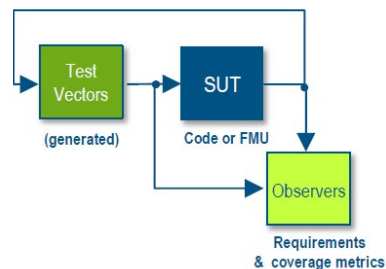 Test
Vectors
SUT
(generated)
Code or FMU
Observers
Requirements
& coverage metrics